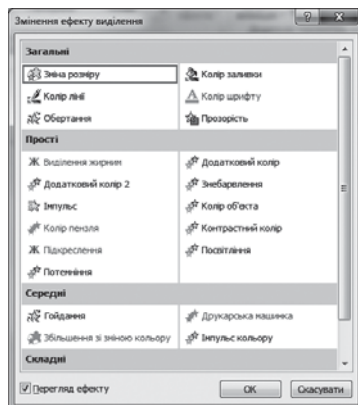 Змінення ефекту виділення
Загальні
Зміна розміру Колір заливки
Колір лінії Колір шрифту
Обертання Прозорість
Прості
Виділення жирним Додатковий колір
Додатковий колір 2 Знебарвлення
Імпульс Колір об'єкта
Колір пензля Контрастний колір
Підкреслення Посвітління
Потемніння
Середні
Гойдання Друкарська машинка
Збільшення зі зміною кольору Імпульс кольору
Складні
Перегляд ефекту ОК Скасувати